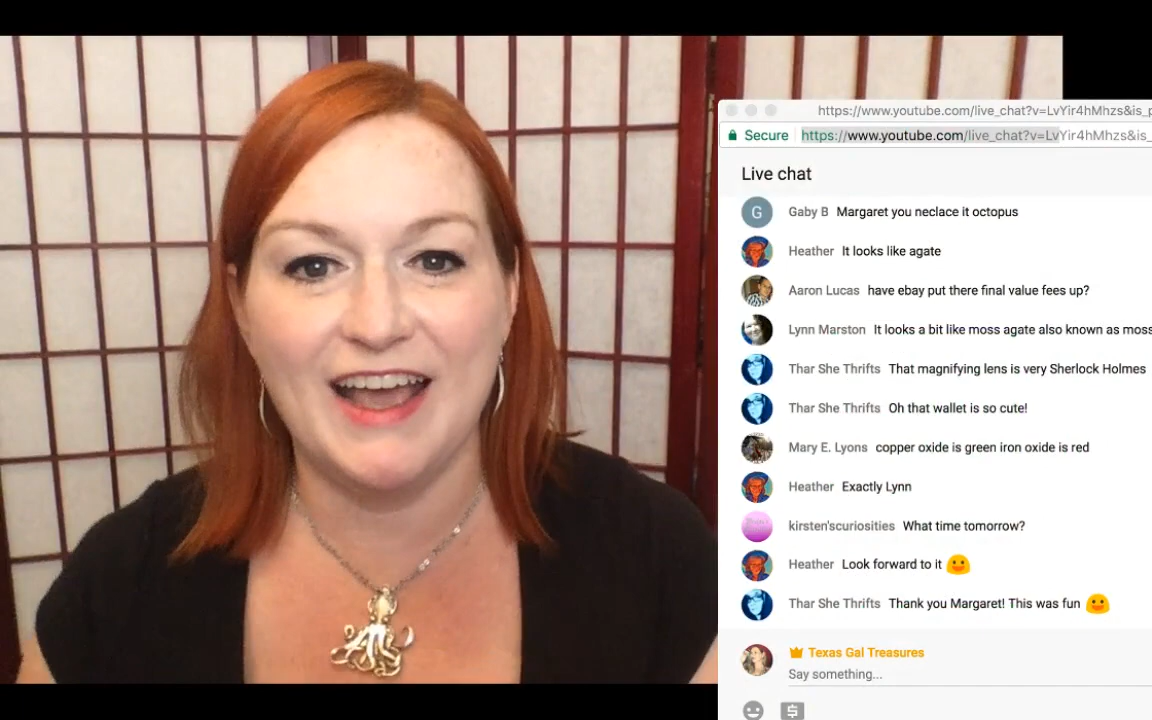 https://www.youtube.com/live_chat?v=LvYir4hMhzs&is_p
Secure https://www.youtube.com/live_chat?v=LvYir4hMhzs&is_
Live chat
G Gaby B Margaret you neclace it octopus
Heather It looks like agate
Aaron Lucas have ebay put there final value fees up?
Lynn Marston It looks a bit like moss agate also known as moss
Thar She Thrifts That magnifying lens is very Sherlock Holmes
Thar She Thrifts Oh that wallet is so cute!
Mary E. Lyons copper oxide is green iron oxide is red
Heather Exactly Lynn
kirsten'scuriosities What time tomorrow?
Heather Look forward to it
Thar She Thrifts Thank you Margaret! This was fun
Texas Gal Treasures
Say something...